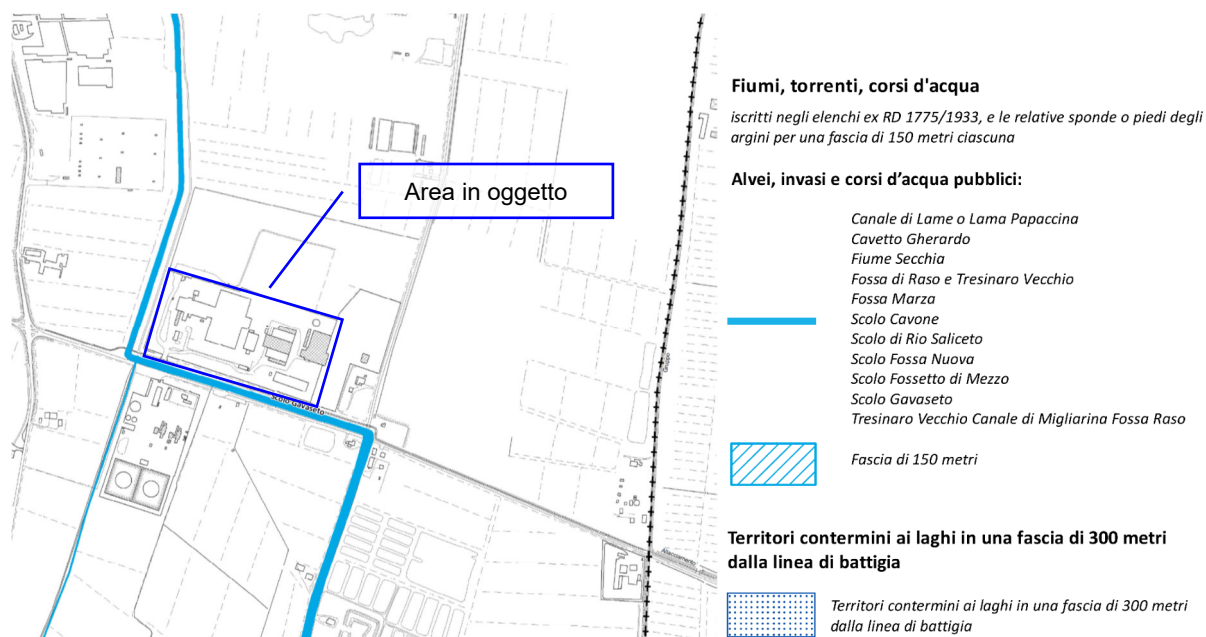 Area in oggetto
Scolo Gavaseto
Gruppo
Allacciamento
Fiumi, torrenti, corsi d'acqua
iscritti negli elenchi ex RD 1775/1933, e le relative sponde o piedi degli
argini per una fascia di 150 metri ciascuna
Alvei, invasi e corsi d’acqua pubblici:
Canale di Lame o Lama Papaccina
Cavetto Gherardo
Fiume Secchia
Fossa di Raso e Tresinaro Vecchio
Fossa Marza
Scolo Cavone
Scolo di Rio Saliceto
Scolo Fossa Nuova
Scolo Fossetto di Mezzo
Scolo Gavaseto
Tresinaro Vecchio Canale di Migliarina Fossa Raso
Fascia di 150 metri
Territori contermini ai laghi in una fascia di 300 metri
dalla linea di battigia
Territori contermini ai laghi in una fascia di 300 metri
dalla linea di battigia